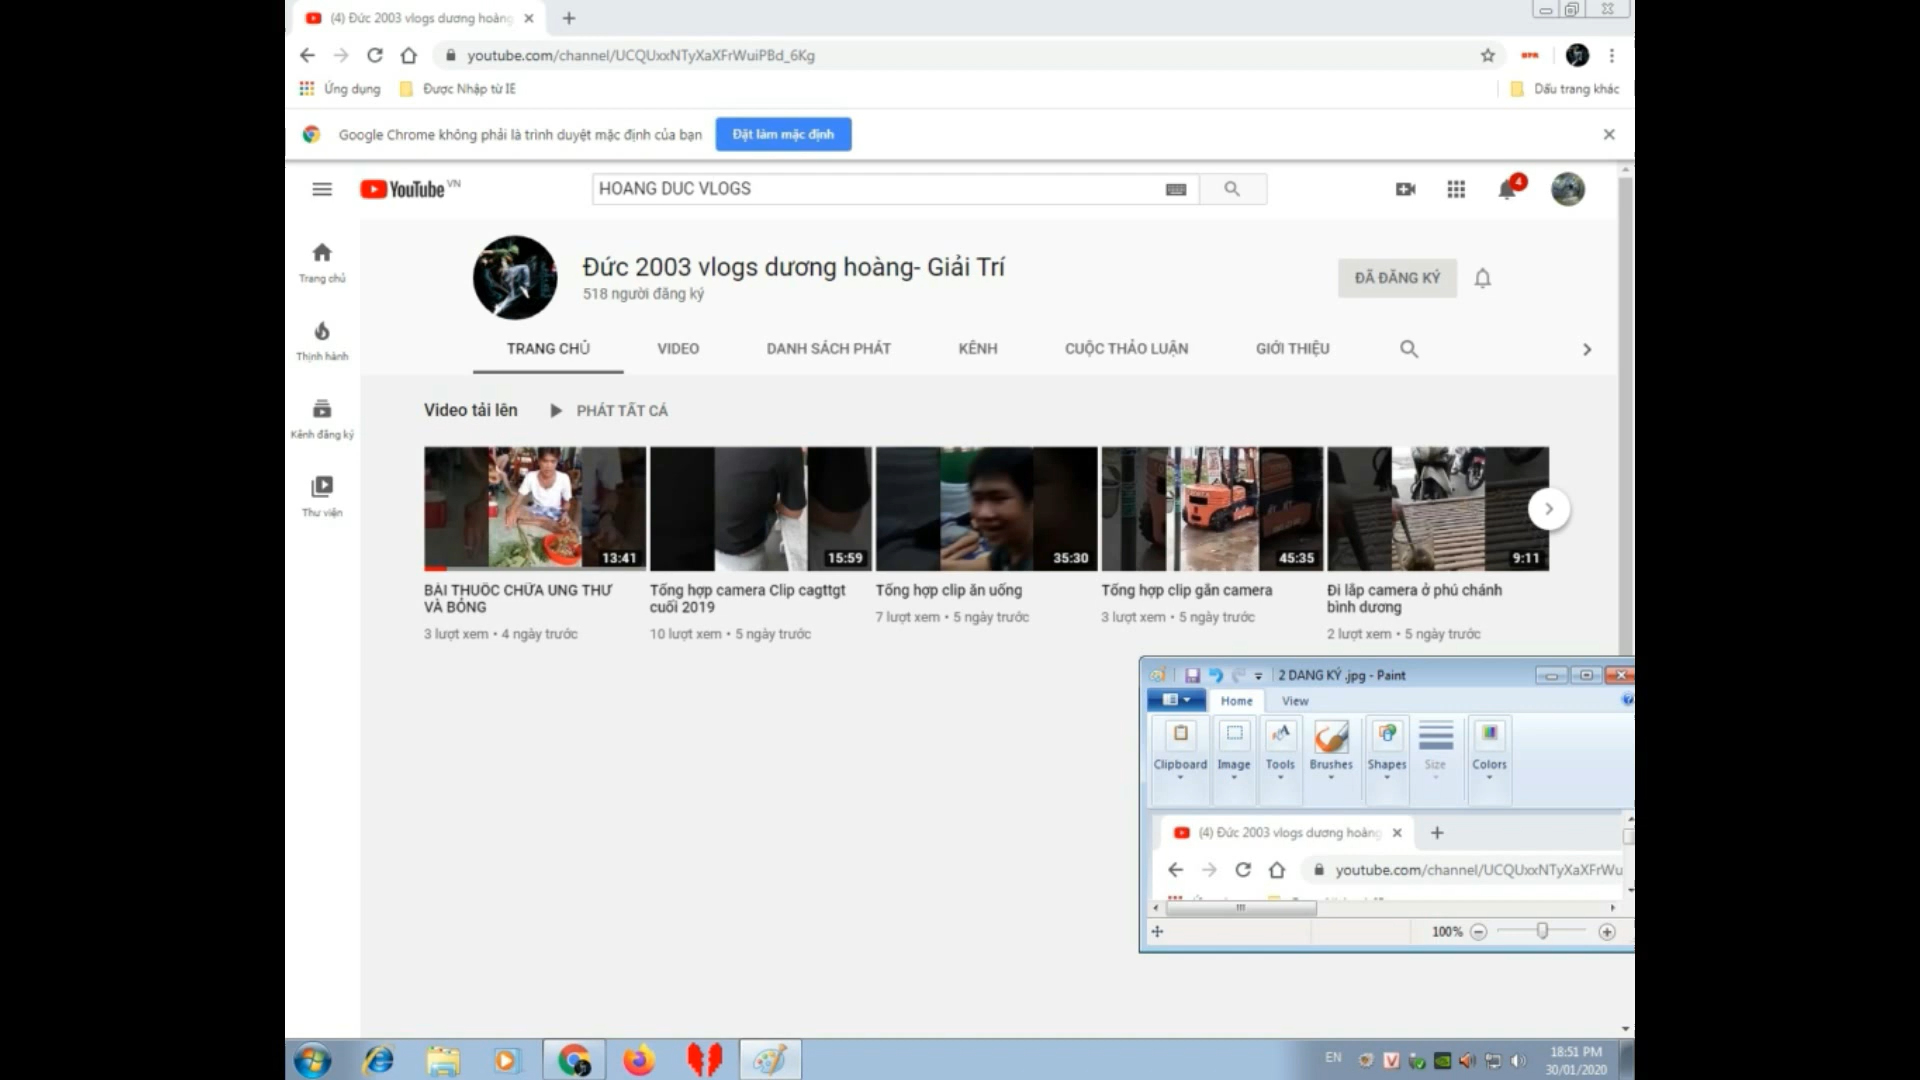 (4) Đức 2003 vlogs dương hoàng
youtube.com/channel/UCQUxxNTyXaXFrWuiPBd_6Kg
Ứng dụng
Được Nhập từ IE
Dấu trang khác
Google Chrome không phải là trình duyệt mặc định của bạn
Đặt làm mặc định
YouTube VN
HOANG DUC VLOGS
4
Trang chủ
Thịnh hành
Kênh đăng ký
Thư viện
Đức 2003 vlogs dương hoàng- Giải Trí
518 người đăng ký
ĐÃ ĐĂNG KÝ
TRANG CHỦ
VIDEO
DANH SÁCH PHÁT
KÊNH
CUỘC THẢO LUẬN
GIỚI THIỆU
Video tải lên
PHÁT TẤT CẢ
13:41
15:59
35:30
45:35
9:11
BÀI THUỐC CHỮA UNG THƯ
VÀ BỎNG
3 lượt xem • 4 ngày trước
Tổng hợp camera Clip cagttgt
cuối 2019
10 lượt xem • 5 ngày trước
Tổng hợp clip ăn uống
7 lượt xem • 5 ngày trước
Tổng hợp clip gắn camera
3 lượt xem • 5 ngày trước
Đi lắp camera ở phú chánh
bình dương
2 lượt xem • 5 ngày trước
2 DANG KÝ .jpg - Paint
Home
View
Clipboard
Image
Tools
Brushes
Shapes
Size
Colors
(4) Đức 2003 vlogs dương hoàng
youtube.com/channel/UCQUxxNTyXaXFrWu
100%
EN
18:51 PM
30/01/2020